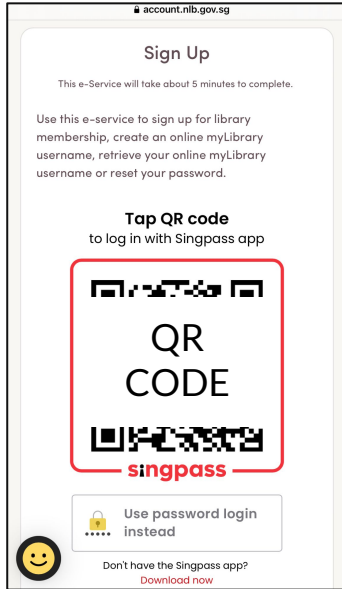 account.nlb.gov.sg
Sign Up
This e-Service will take about 5 minutes to complete.
Use this e-service to sign up for library
membership, create an online myLibrary
username, retrieve your online myLibrary
username or reset your password.
Tap QR code
to log in with Singpass app
QR
CODE
singpass
Use password login
instead
Don't have the Singpass app?
Download now